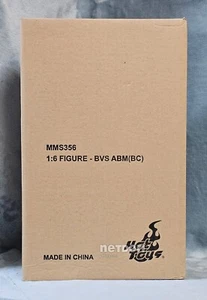 MMS356
1:6 FIGURE - BVS ABM(BC)
Hot
Toys
MADE IN CHINA